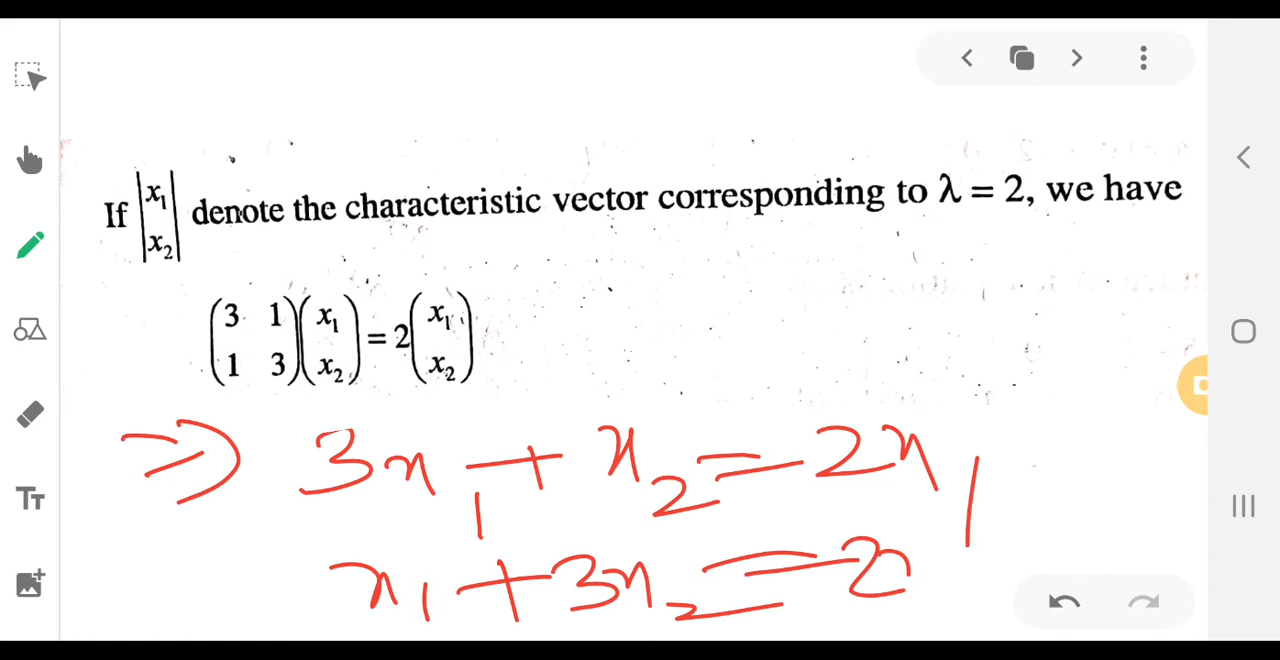 If |x₁ x₂| denote the characteristic vector corresponding to λ = 2, we have
(3 1; 1 3)(x₁; x₂) = 2(x₁; x₂)
⇒ 3x₁ + x₂ = 2x₁
x₁ + 3x₂ = 2
Tт